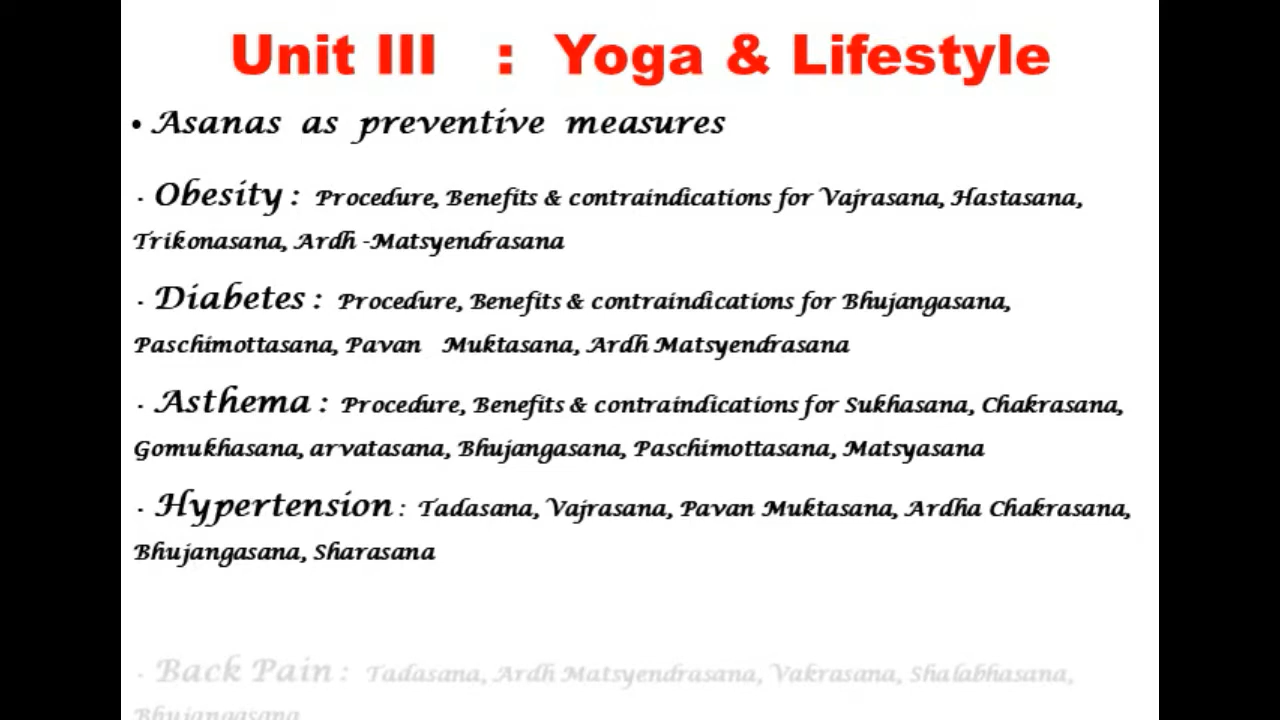 Unit III : Yoga & Lifestyle
• Asanas as preventive measures
· Obesity : Procedure, Benefits & contraindications for Vajrasana, Hastasana,
Trikonasana, Ardh -Matsyendrasana
· Diabetes : Procedure, Benefits & contraindications for Bhujangasana,
Paschimottasana, Pavan Muktasana, Ardh Matsyendrasana
· Asthema : Procedure, Benefits & contraindications for Sukhasana, Chakrasana,
Gomukhasana, arvatasana, Bhujangasana, Paschimottasana, Matsyasana
· Hypertension : Tadasana, Vajrasana, Pavan Muktasana, Ardha Chakrasana,
Bhujangasana, Sharasana
· Back Pain : Tadasana, Ardh Matsyendrasana, Vakrasana, Shalabhasana,
Bhujangasana